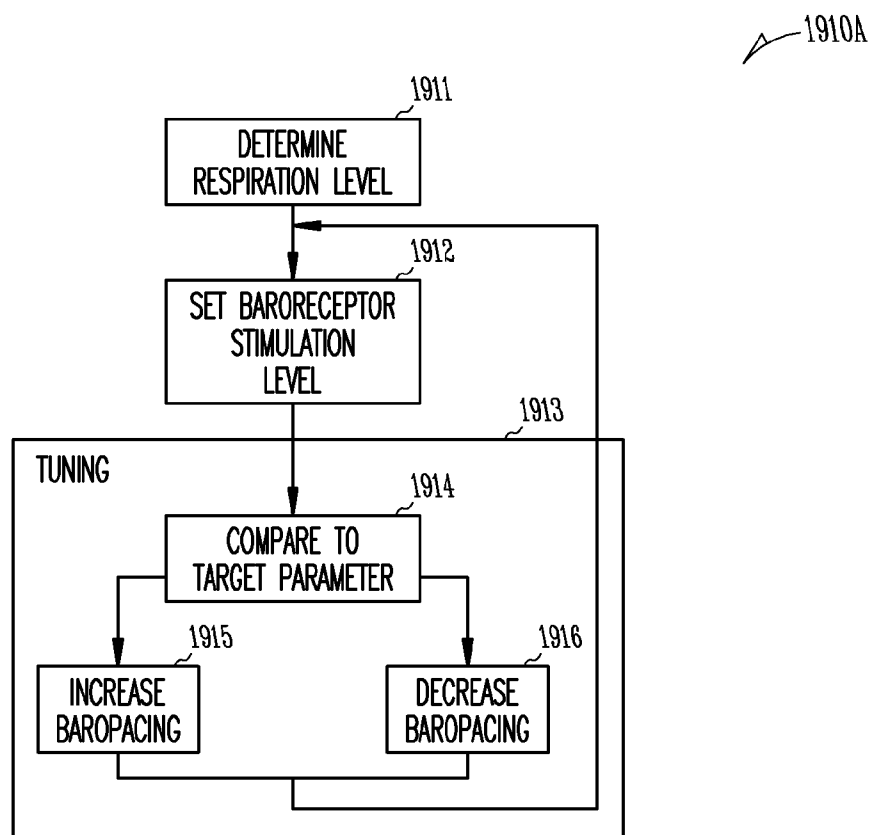 1910A
1911
DETERMINE
RESPIRATION LEVEL
1912
SET BARORECEPTOR
STIMULATION
LEVEL
1913
TUNING
1914
COMPARE TO
TARGET PARAMETER
1915
INCREASE
BAROPACING
1916
DECREASE
BAROPACING